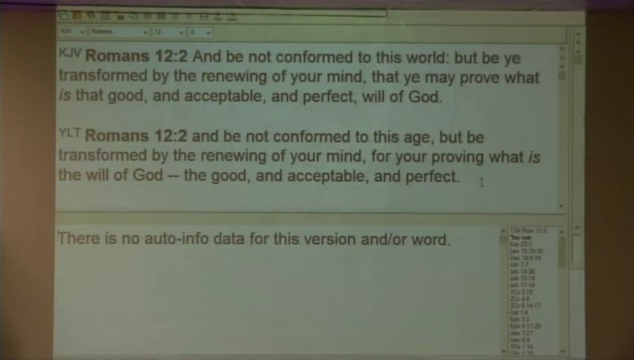 KJV Romans 12 2
KJV Romans 12:2 And be not conformed to this world: but be ye
transformed by the renewing of your mind, that ye may prove what
is that good, and acceptable, and perfect, will of God.
YLT Romans 12:2 and be not conformed to this age, but be
transformed by the renewing of your mind, for your proving what is
the will of God -- the good, and acceptable, and perfect.
There is no auto-info data for this version and/or word.